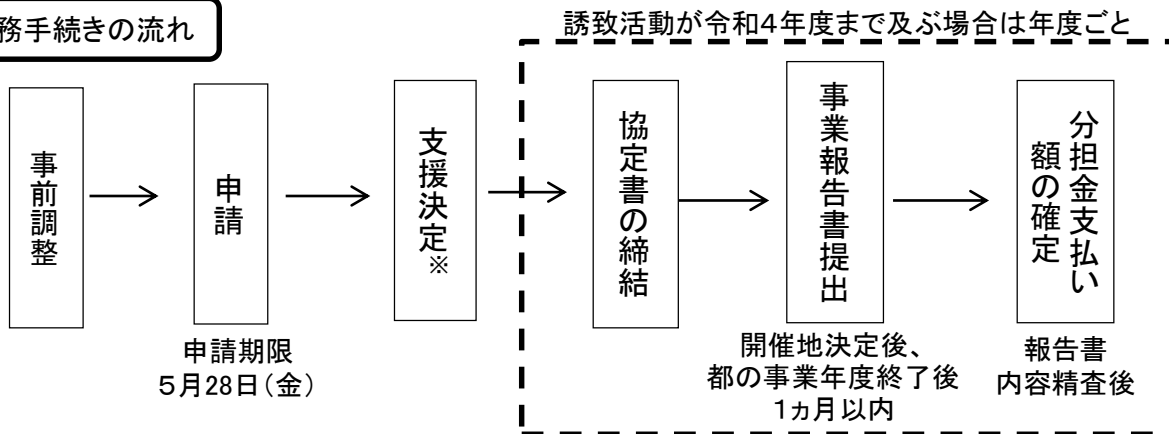 務手続きの流れ
誘致活動が令和4年度まで及ぶ場合は年度ごと
事前調整
申請
支援決定※
協定書の締結
事業報告書提出
分担金支払い
額の確定
申請期限
5月28日(金)
開催地決定後、
都の事業年度終了後
1ヵ月以内
報告書
内容精査後